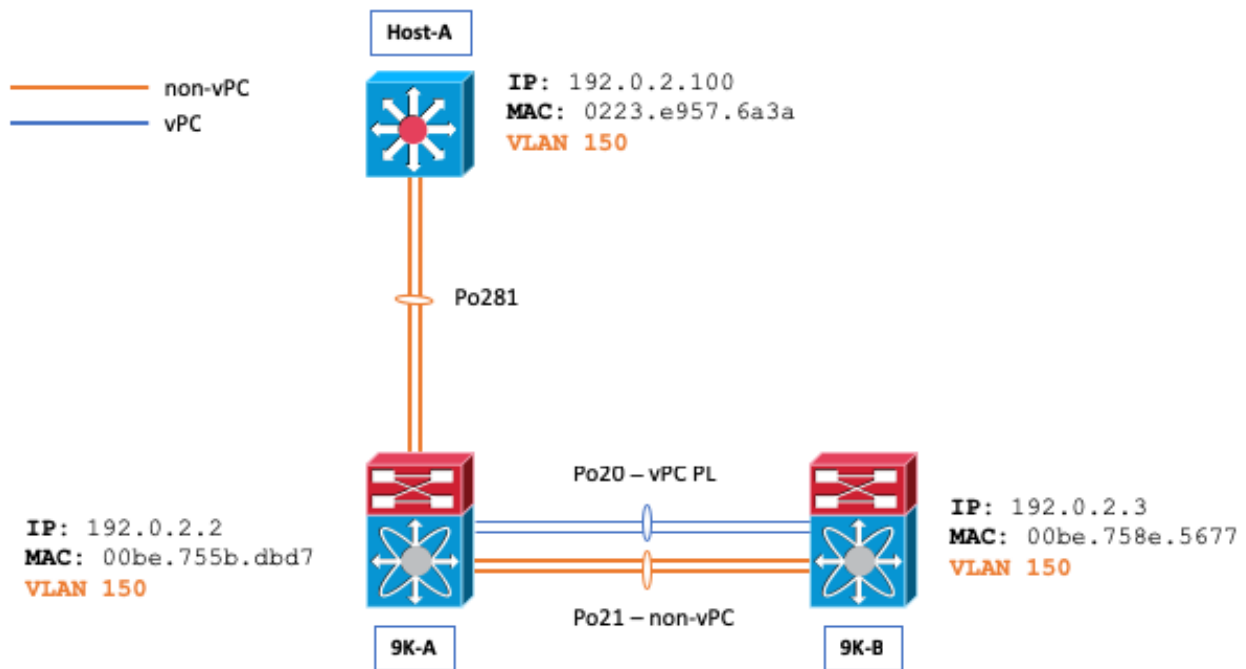 Host-A
non-vPC
vPC
IP: 192.0.2.100
MAC: 0223.e957.6a3a
VLAN 150
Po281
Po20 – vPC PL
IP: 192.0.2.2
MAC: 00be.755b.dbd7
VLAN 150
IP: 192.0.2.3
MAC: 00be.758e.5677
VLAN 150
Po21 – non-vPC
9K-A
9K-B